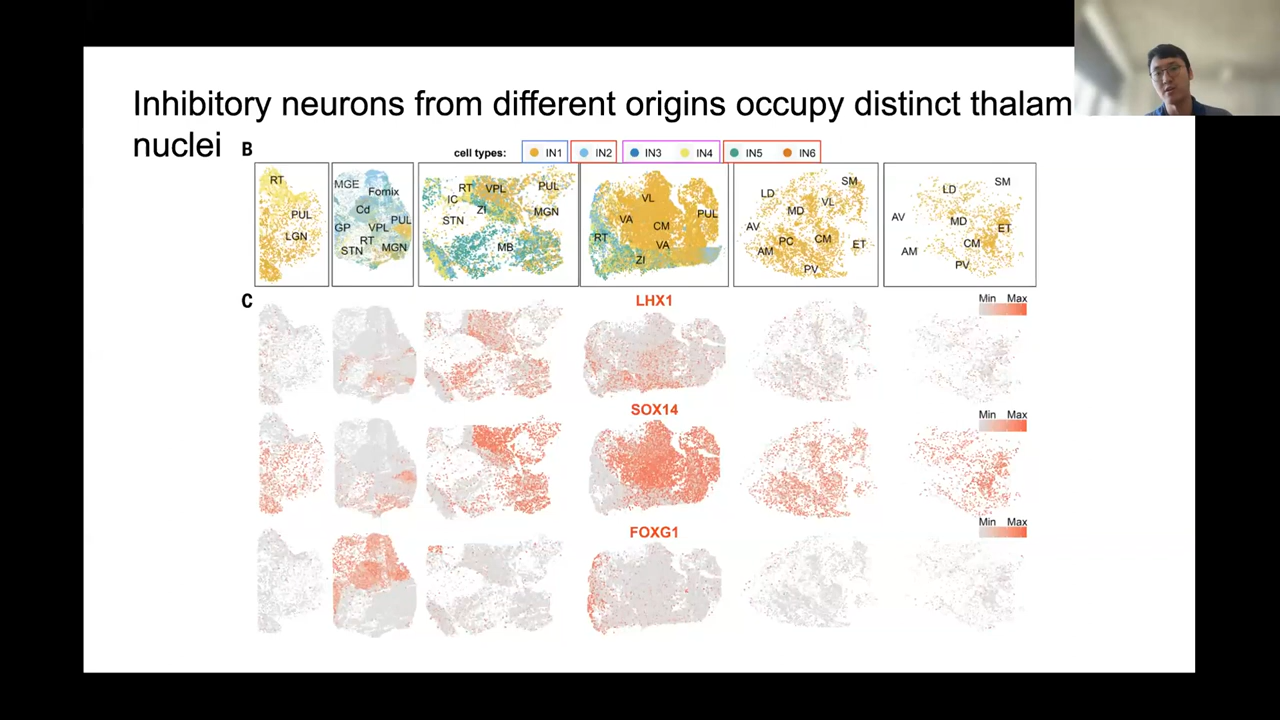 Inhibitory neurons from different origins occupy distinct thalam
nuclei
B
cell types: IN1 IN2 IN3 IN4 IN5 IN6
RT
PUL
LGN
MGE
Fornix
Cd
PUL
GP
VPL
RT
STN
MGN
RT
VPL
PUL
IC
ZI
MGN
STN
MB
VL
PUL
VA
CM
RT
VA
ZI
SM
LD
VL
MD
AV
PC
CM
ET
AM
PV
SM
LD
AV
MD
ET
CM
AM
PV
C
LHX1
Min Max
SOX14
Min Max
FOXG1
Min Max